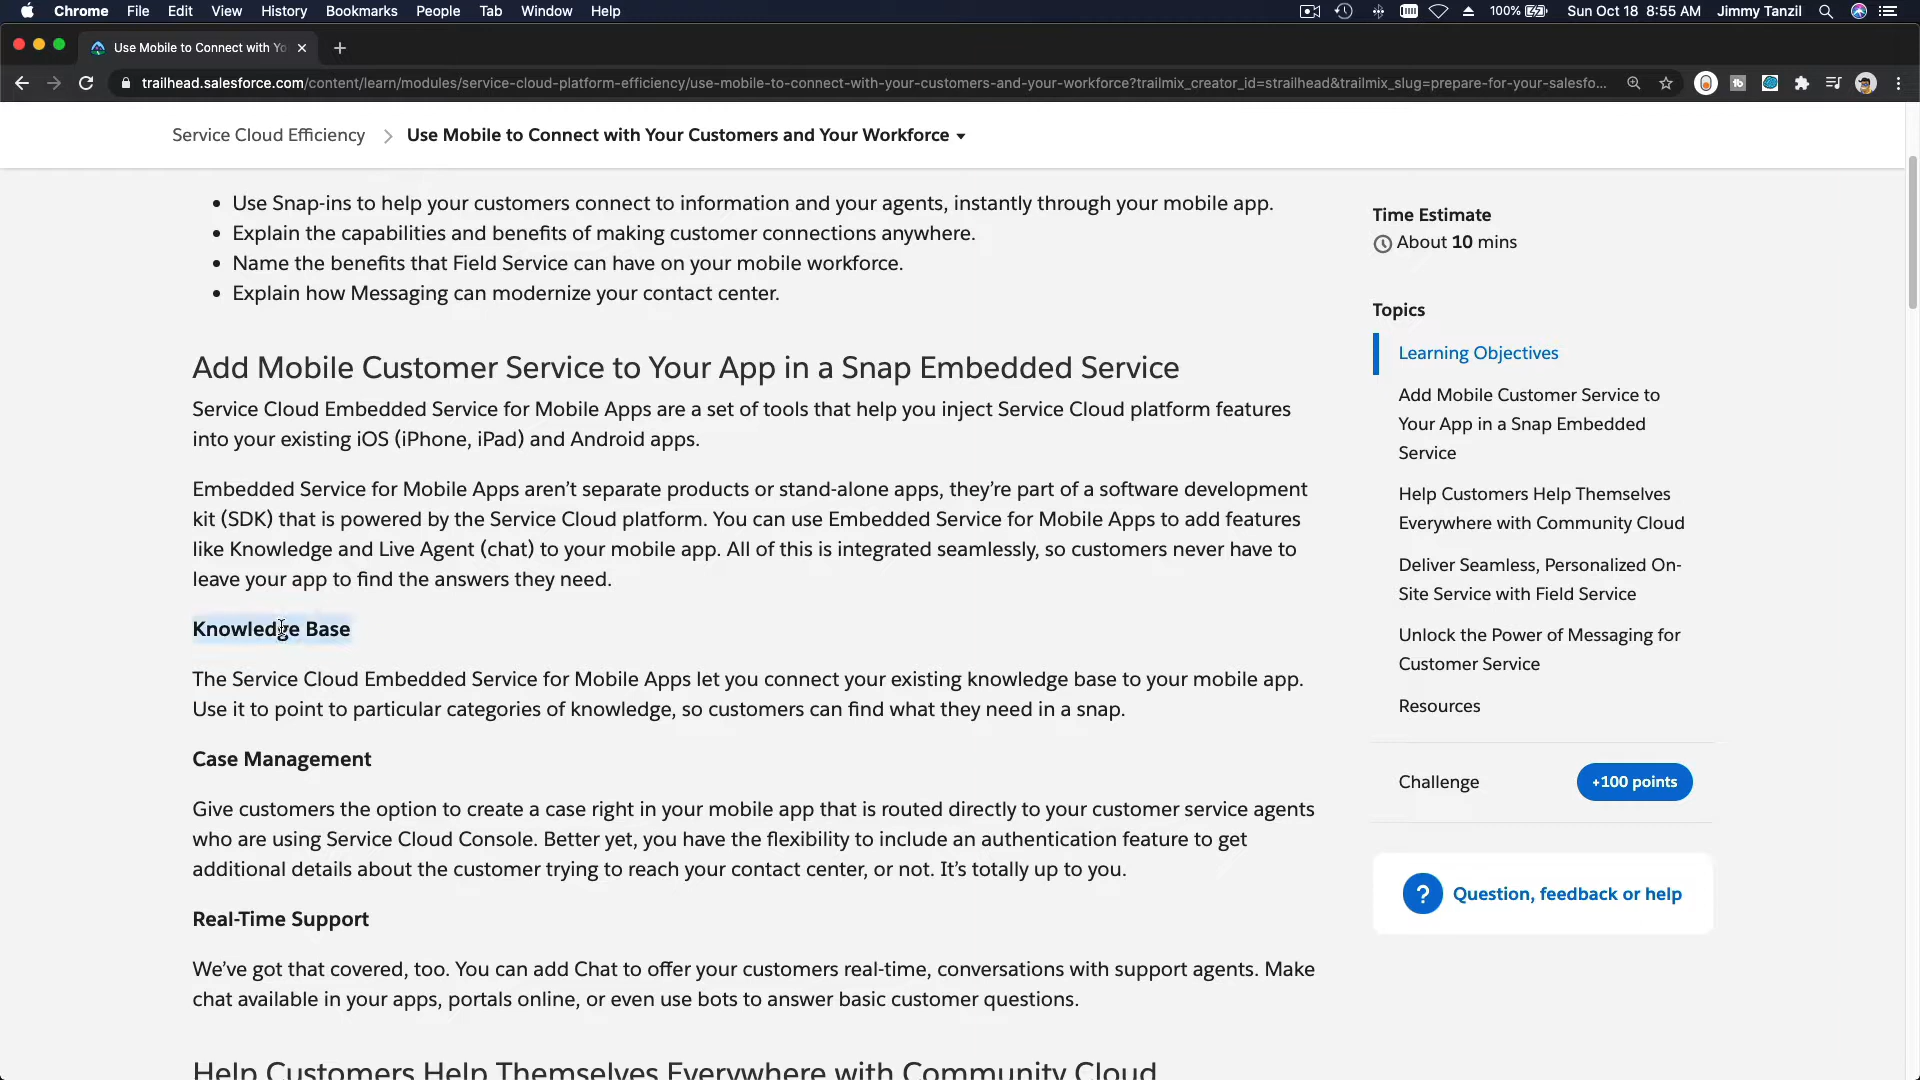 Chrome File Edit View History Bookmarks People Tab Window Help 100% Sun Oct 18 8:55 AM Jimmy Tanzil
Use Mobile to Connect with Yo
trailhead.salesforce.com/content/learn/modules/service-cloud-platform-efficiency/use-mobile-to-connect-with-your-customers-and-your-workforce?trailmix_creator_id=strailhead&trailmix_slug=prepare-for-your-salesfo...
Service Cloud Efficiency > Use Mobile to Connect with Your Customers and Your Workforce
• Use Snap-ins to help your customers connect to information and your agents, instantly through your mobile app.
• Explain the capabilities and benefits of making customer connections anywhere.
• Name the benefits that Field Service can have on your mobile workforce.
• Explain how Messaging can modernize your contact center.
Add Mobile Customer Service to Your App in a Snap Embedded Service
Service Cloud Embedded Service for Mobile Apps are a set of tools that help you inject Service Cloud platform features
into your existing iOS (iPhone, iPad) and Android apps.
Embedded Service for Mobile Apps aren't separate products or stand-alone apps, they're part of a software development
kit (SDK) that is powered by the Service Cloud platform. You can use Embedded Service for Mobile Apps to add features
like Knowledge and Live Agent (chat) to your mobile app. All of this is integrated seamlessly, so customers never have to
leave your app to find the answers they need.
Knowledge Base
The Service Cloud Embedded Service for Mobile Apps let you connect your existing knowledge base to your mobile app.
Use it to point to particular categories of knowledge, so customers can find what they need in a snap.
Case Management
Give customers the option to create a case right in your mobile app that is routed directly to your customer service agents
who are using Service Cloud Console. Better yet, you have the flexibility to include an authentication feature to get
additional details about the customer trying to reach your contact center, or not. It's totally up to you.
Real-Time Support
We've got that covered, too. You can add Chat to offer your customers real-time, conversations with support agents. Make
chat available in your apps, portals online, or even use bots to answer basic customer questions.
Help Customers Help Themselves Everywhere with Community Cloud
Time Estimate
About 10 mins
Topics
Learning Objectives
Add Mobile Customer Service to
Your App in a Snap Embedded
Service
Help Customers Help Themselves
Everywhere with Community Cloud
Deliver Seamless, Personalized On-
Site Service with Field Service
Unlock the Power of Messaging for
Customer Service
Resources
Challenge +100 points
? Question, feedback or help